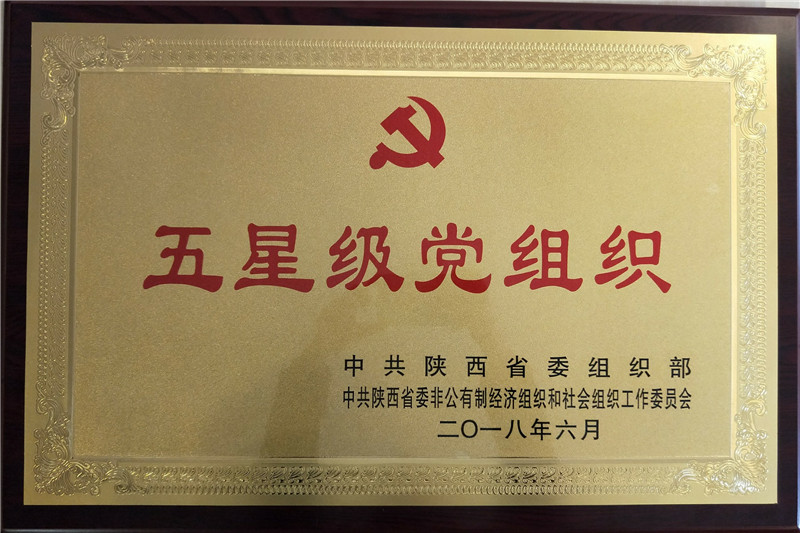 五星级党组织
中共陕西省委组织部
中共陕西省委非公有制经济组织和社会组织工作委员会
二〇一八年六月